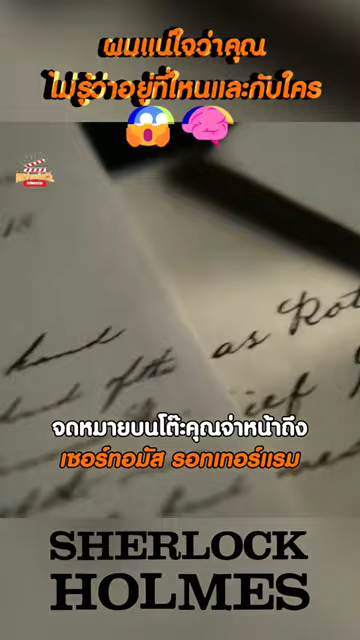 ผมแน่ใจว่าคุณ
ไม่รู้ว่าอยู่ที่ไหนและกับใคร
hand
as Rot
จดหมายบนโต๊ะคุณจ่าหน้าถึง
เซอร์ทอมัส รอทเทอร์แรม
SHERLOCK
HOLMES